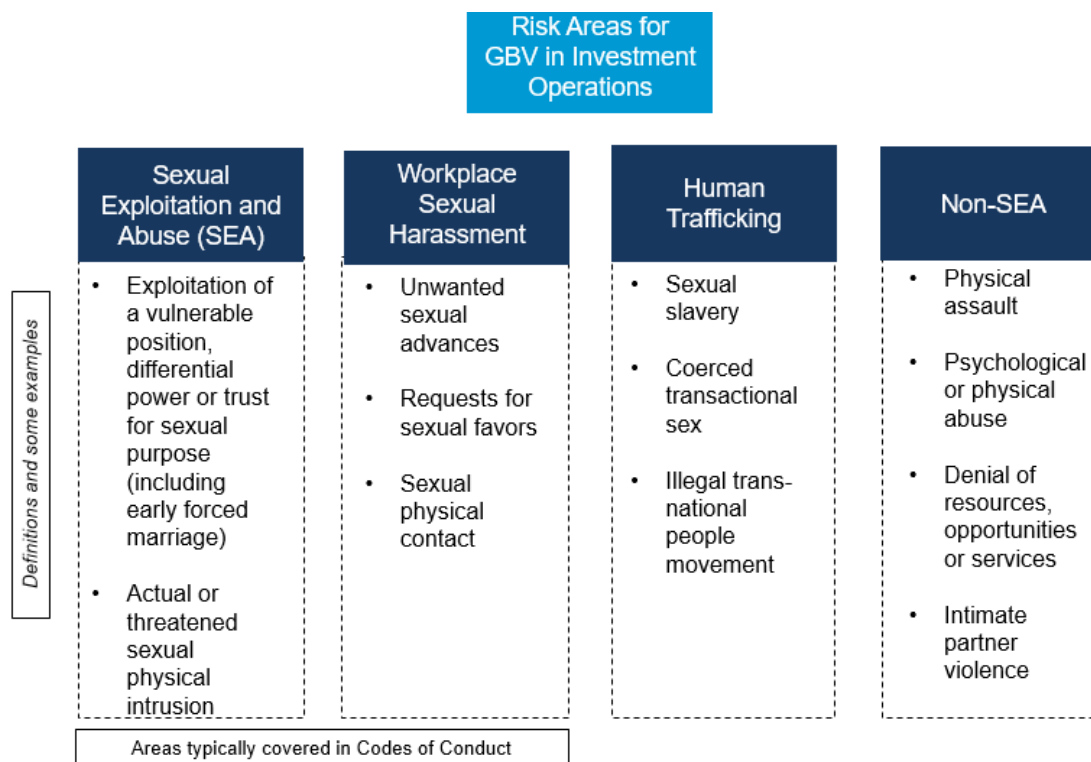 Risk Areas for
GBV in Investment
Operations
Sexual
Exploitation and
Abuse (SEA)
Workplace
Sexual
Harassment
Human
Trafficking
Non-SEA
Definitions and some examples
• Exploitation of
a vulnerable
position,
differential
power or trust
for sexual
purpose
(including
early forced
marriage)
• Actual or
threatened
sexual
physical
intrusion
• Unwanted
sexual
advances
• Requests for
sexual favors
• Sexual
physical
contact
• Sexual
slavery
• Coerced
transactional
sex
• Illegal trans-
national
people
movement
• Physical
assault
• Psychological
or physical
abuse
• Denial of
resources,
opportunities
or services
• Intimate
partner
violence
Areas typically covered in Codes of Conduct